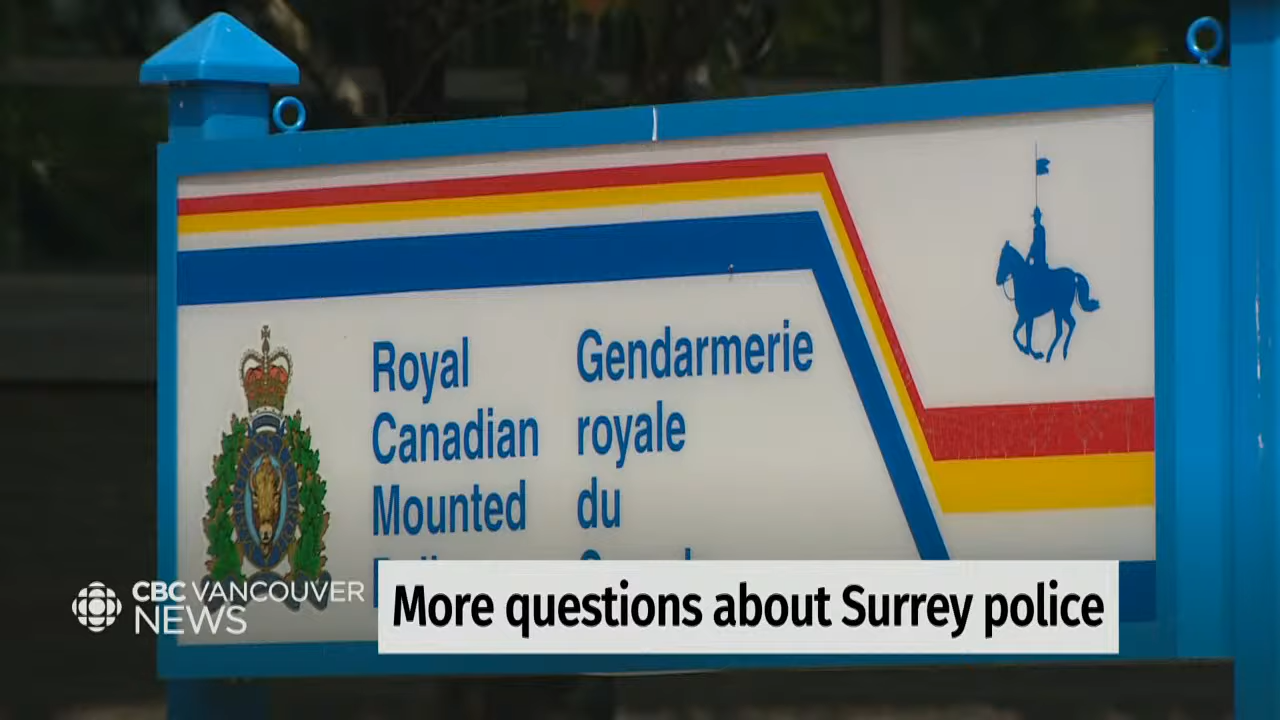 Royal
Canadian
Mounted
Gendarmerie
royale
du
CBC VANCOUVER
NEWS
More questions about Surrey police